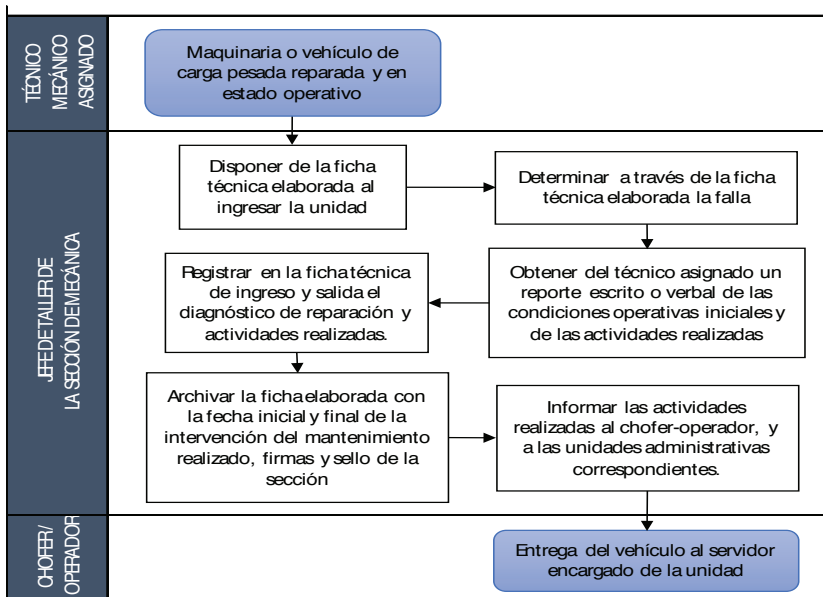 TÉCNICO
MECÁNICO
ASIGNADO
Maquinaria o vehículo de
carga pesada reparada y en
estado operativo
JEFE DE TALLER DE
LA SECCIÓN DE MECÁNICA
Disponer de la ficha
técnica elaborada al
ingresar la unidad
Determinar a través de la ficha
técnica elaborada la falla
Obtener del técnico asignado un
reporte escrito o verbal de las
condiciones operativas iniciales y
de las actividades realizadas
Registrar en la ficha técnica
de ingreso y salida el
diagnóstico de reparación y
actividades realizadas.
Archivar la ficha elaborada con
la fecha inicial y final de la
intervención del mantenimiento
realizado, firmas y sello de la
sección
Informar las actividades
realizadas al chofer-operador, y
a las unidades administrativas
correspondientes.
CHOFER/
OPERADOR
Entrega del vehículo al servidor
encargado de la unidad